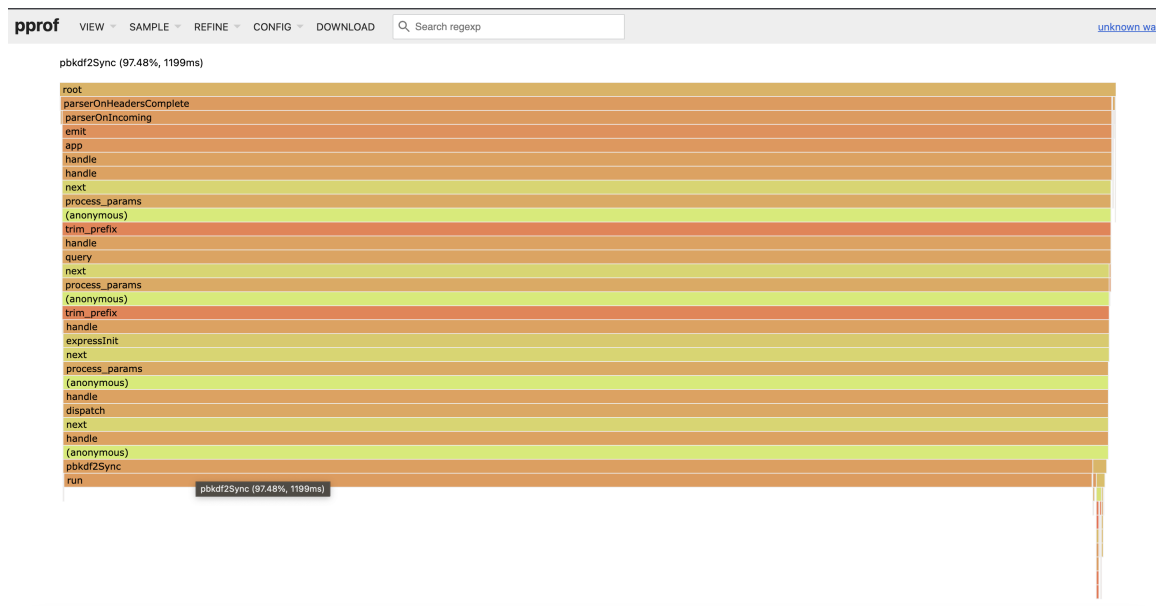 pprof VIEW SAMPLE REFINE CONFIG DOWNLOAD Search regexp unknown wa
pbkdf2Sync (97.48%, 1199ms)
root
parserOnHeadersComplete
parserOnIncoming
emit
app
handle
handle
next
process_params
(anonymous)
trim_prefix
handle
query
next
process_params
(anonymous)
trim_prefix
handle
expressInit
next
process_params
(anonymous)
handle
dispatch
next
handle
(anonymous)
pbkdf2Sync
run
pbkdf2Sync (97.48%, 1199ms)